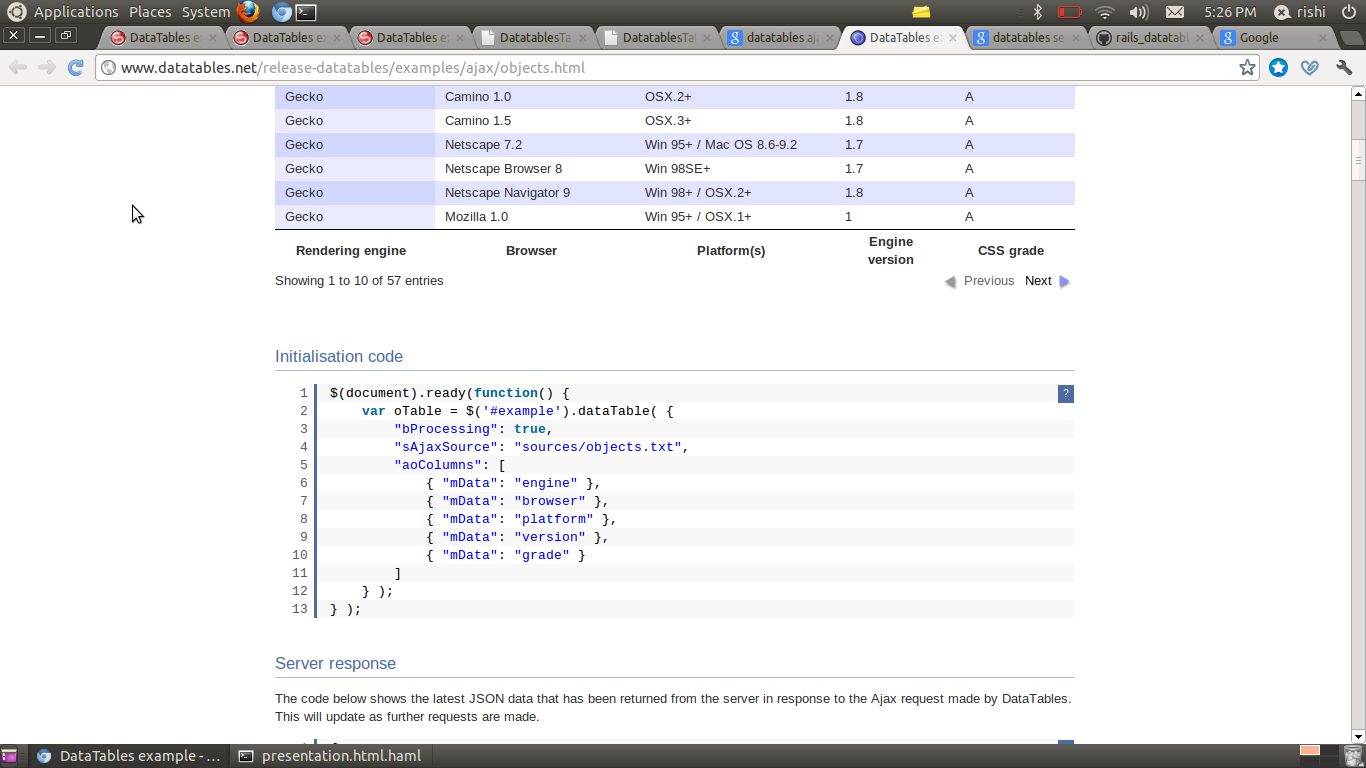 Applications Places System 5:26 PM rishi
DataTables e DataTables e DataTables e DatatablesTa DatatablesTal datatables aja DataTables e datatables se rails_datatabl Google
www.datatables.net/release-datatables/examples/ajax/objects.html
Gecko Camino 1.0 OSX.2+ 1.8 A
Gecko Camino 1.5 OSX.3+ 1.8 A
Gecko Netscape 7.2 Win 95+ / Mac OS 8.6-9.2 1.7 A
Gecko Netscape Browser 8 Win 98SE+ 1.7 A
Gecko Netscape Navigator 9 Win 98+ / OSX.2+ 1.8 A
Gecko Mozilla 1.0 Win 95+ / OSX.1+ 1 A
Rendering engine Browser Platform(s) Engine version CSS grade
Showing 1 to 10 of 57 entries Previous Next
Initialisation code
1 $(document).ready(function() { ?
2     var oTable = $('#example').dataTable( {
3         "bProcessing": true,
4         "sAjaxSource": "sources/objects.txt",
5         "aoColumns": [
6             { "mData": "engine" },
7             { "mData": "browser" },
8             { "mData": "platform" },
9             { "mData": "version" },
10             { "mData": "grade" }
11         ]
12     } );
13 } );
Server response
The code below shows the latest JSON data that has been returned from the server in response to the Ajax request made by DataTables.
This will update as further requests are made.
DataTables example - ... presentation.html.haml